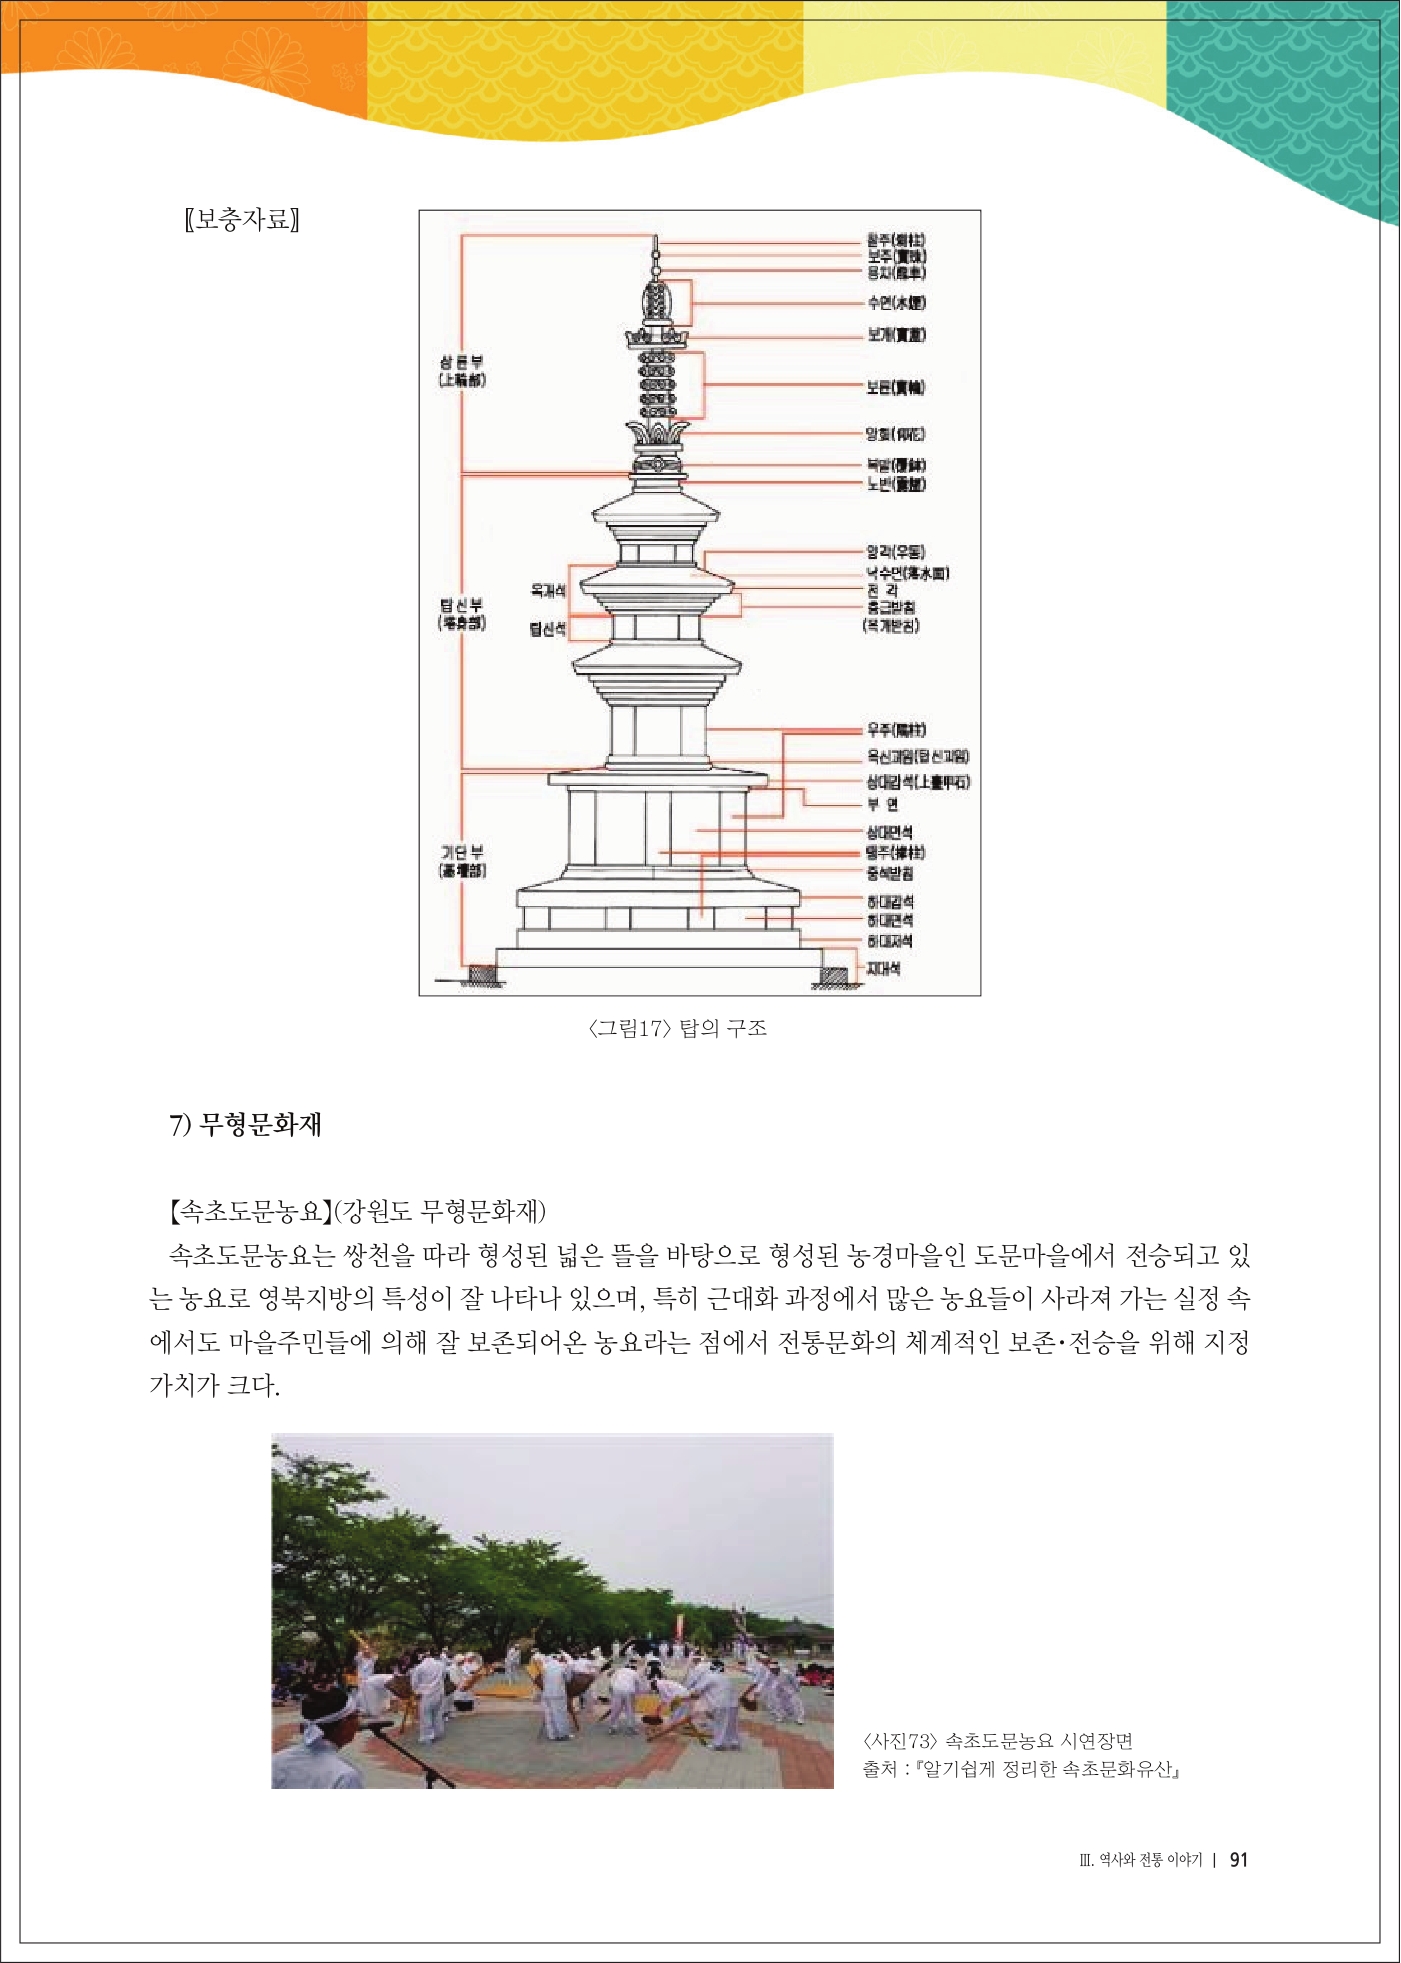 〖보충자료〗
찰주(擦柱)
보주(寶珠)
용차(龍車)
수연(水煙)
보개(寶蓋)
상륜부
(上輪部)
보륜(寶輪)
앙화(仰花)
복발(覆鉢)
노반(露盤)
앙각(우동)
낙수면(落水面)
옥개석
전 각
탑신부
(塔身部)
층급받침
(옥개받침)
탑신석
우주(隅柱)
옥신괴임(탑신괴임)
상대갑석(上臺甲石)
부 연
상대면석
기단부
(基壇部)
탱주(撑柱)
중석받침
하대갑석
하대면석
하대저석
지대석
〈그림17〉 탑의 구조
7) 무형문화재
【속초도문농요】(강원도 무형문화재)
속초도문농요는 쌍천을 따라 형성된 넓은 뜰을 바탕으로 형성된 농경마을인 도문마을에서 전승되고 있
는 농요로 영북지방의 특성이 잘 나타나 있으며, 특히 근대화 과정에서 많은 농요들이 사라져 가는 실정 속
에서도 마을주민들에 의해 잘 보존되어온 농요라는 점에서 전통문화의 체계적인 보존·전승을 위해 지정
가치가 크다.
〈사진73〉 속초도문농요 시연장면
출처 : 『알기쉽게 정리한 속초문화유산』
Ⅲ. 역사와 전통 이야기 | 91